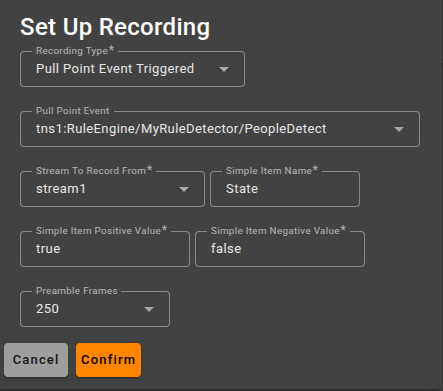 Set Up Recording
Recording Type*
Pull Point Event Triggered
Pull Point Event
tns1:RuleEngine/MyRuleDetector/PeopleDetect
Stream To Record From* Simple Item Name*
stream1 State
Simple Item Positive Value* Simple Item Negative Value*
true false
Preamble Frames
250
Cancel Confirm